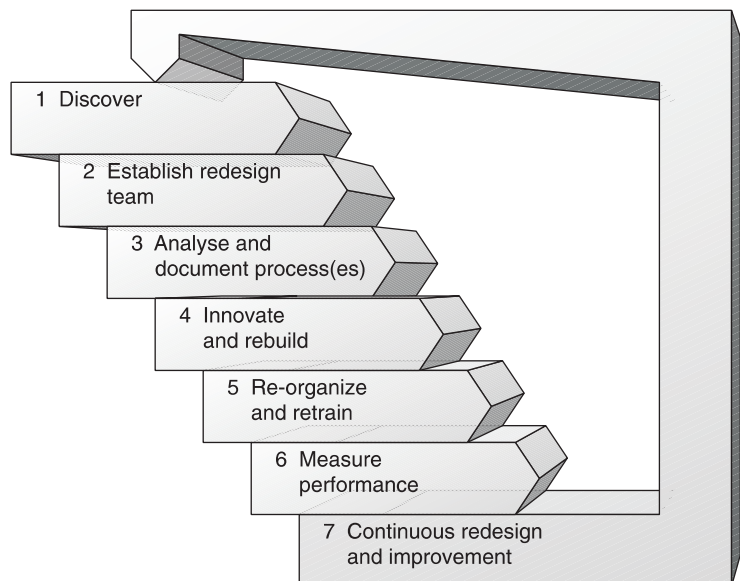 1 Discover
2 Establish redesign
team
3 Analyse and
document process(es)
4 Innovate
and rebuild
5 Re-organize
and retrain
6 Measure
performance
7 Continuous redesign
and improvement